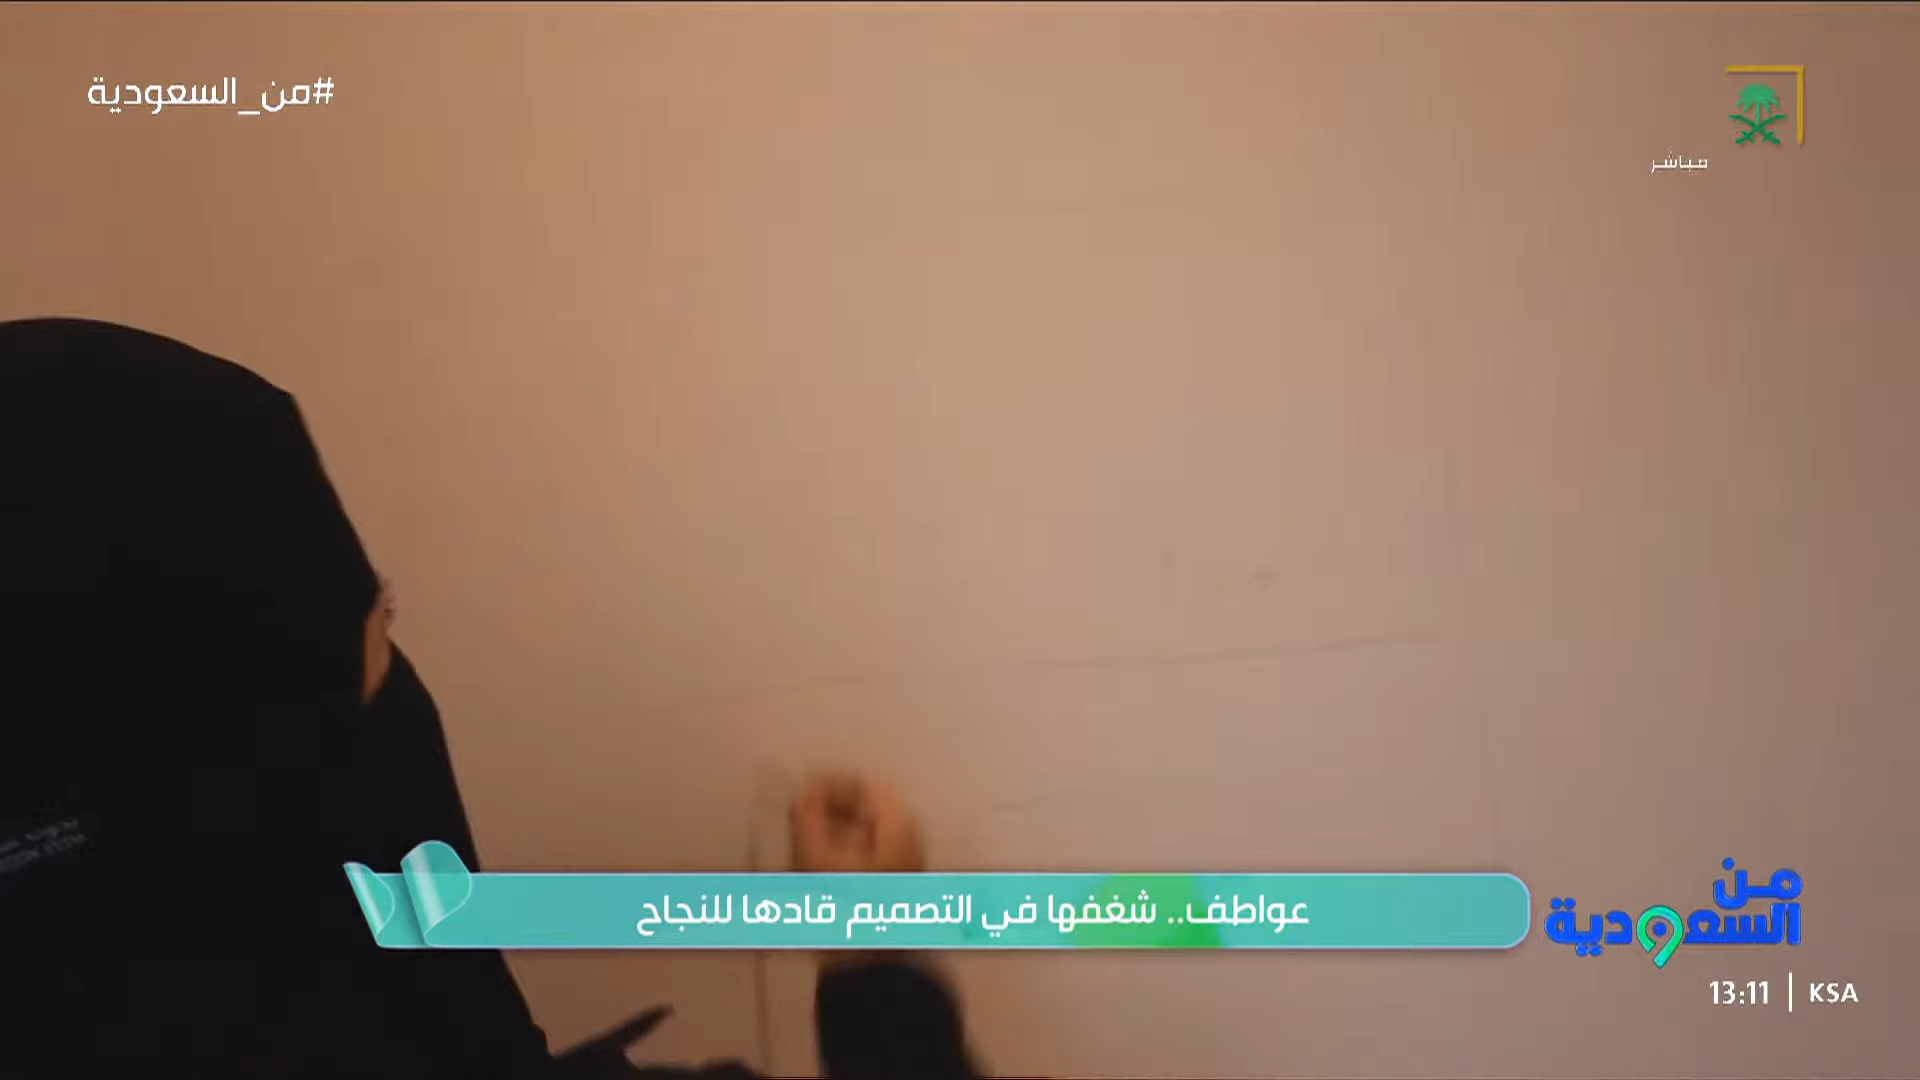 #من_السعودية
مباشر
عواطف.. شغفها في التصميم قادها للنجاح
من
السعودية
13:11 | KSA